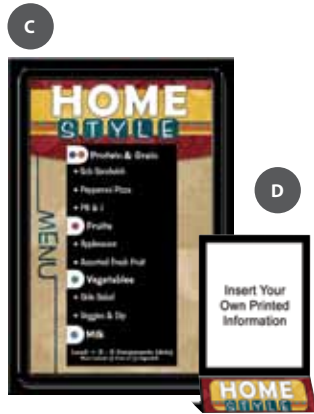 C
HOME
STYLE
MENU
Protein & Grain
• Sub Sandwich
• Pepperoni Pizza
• PB & J
Fruits
• Applesauce
• Assorted Fresh Fruit
Vegetables
• Side Salad
• Veggies & Dip
Milk
D
Insert Your
Own Printed
Information
HOME
STYLE